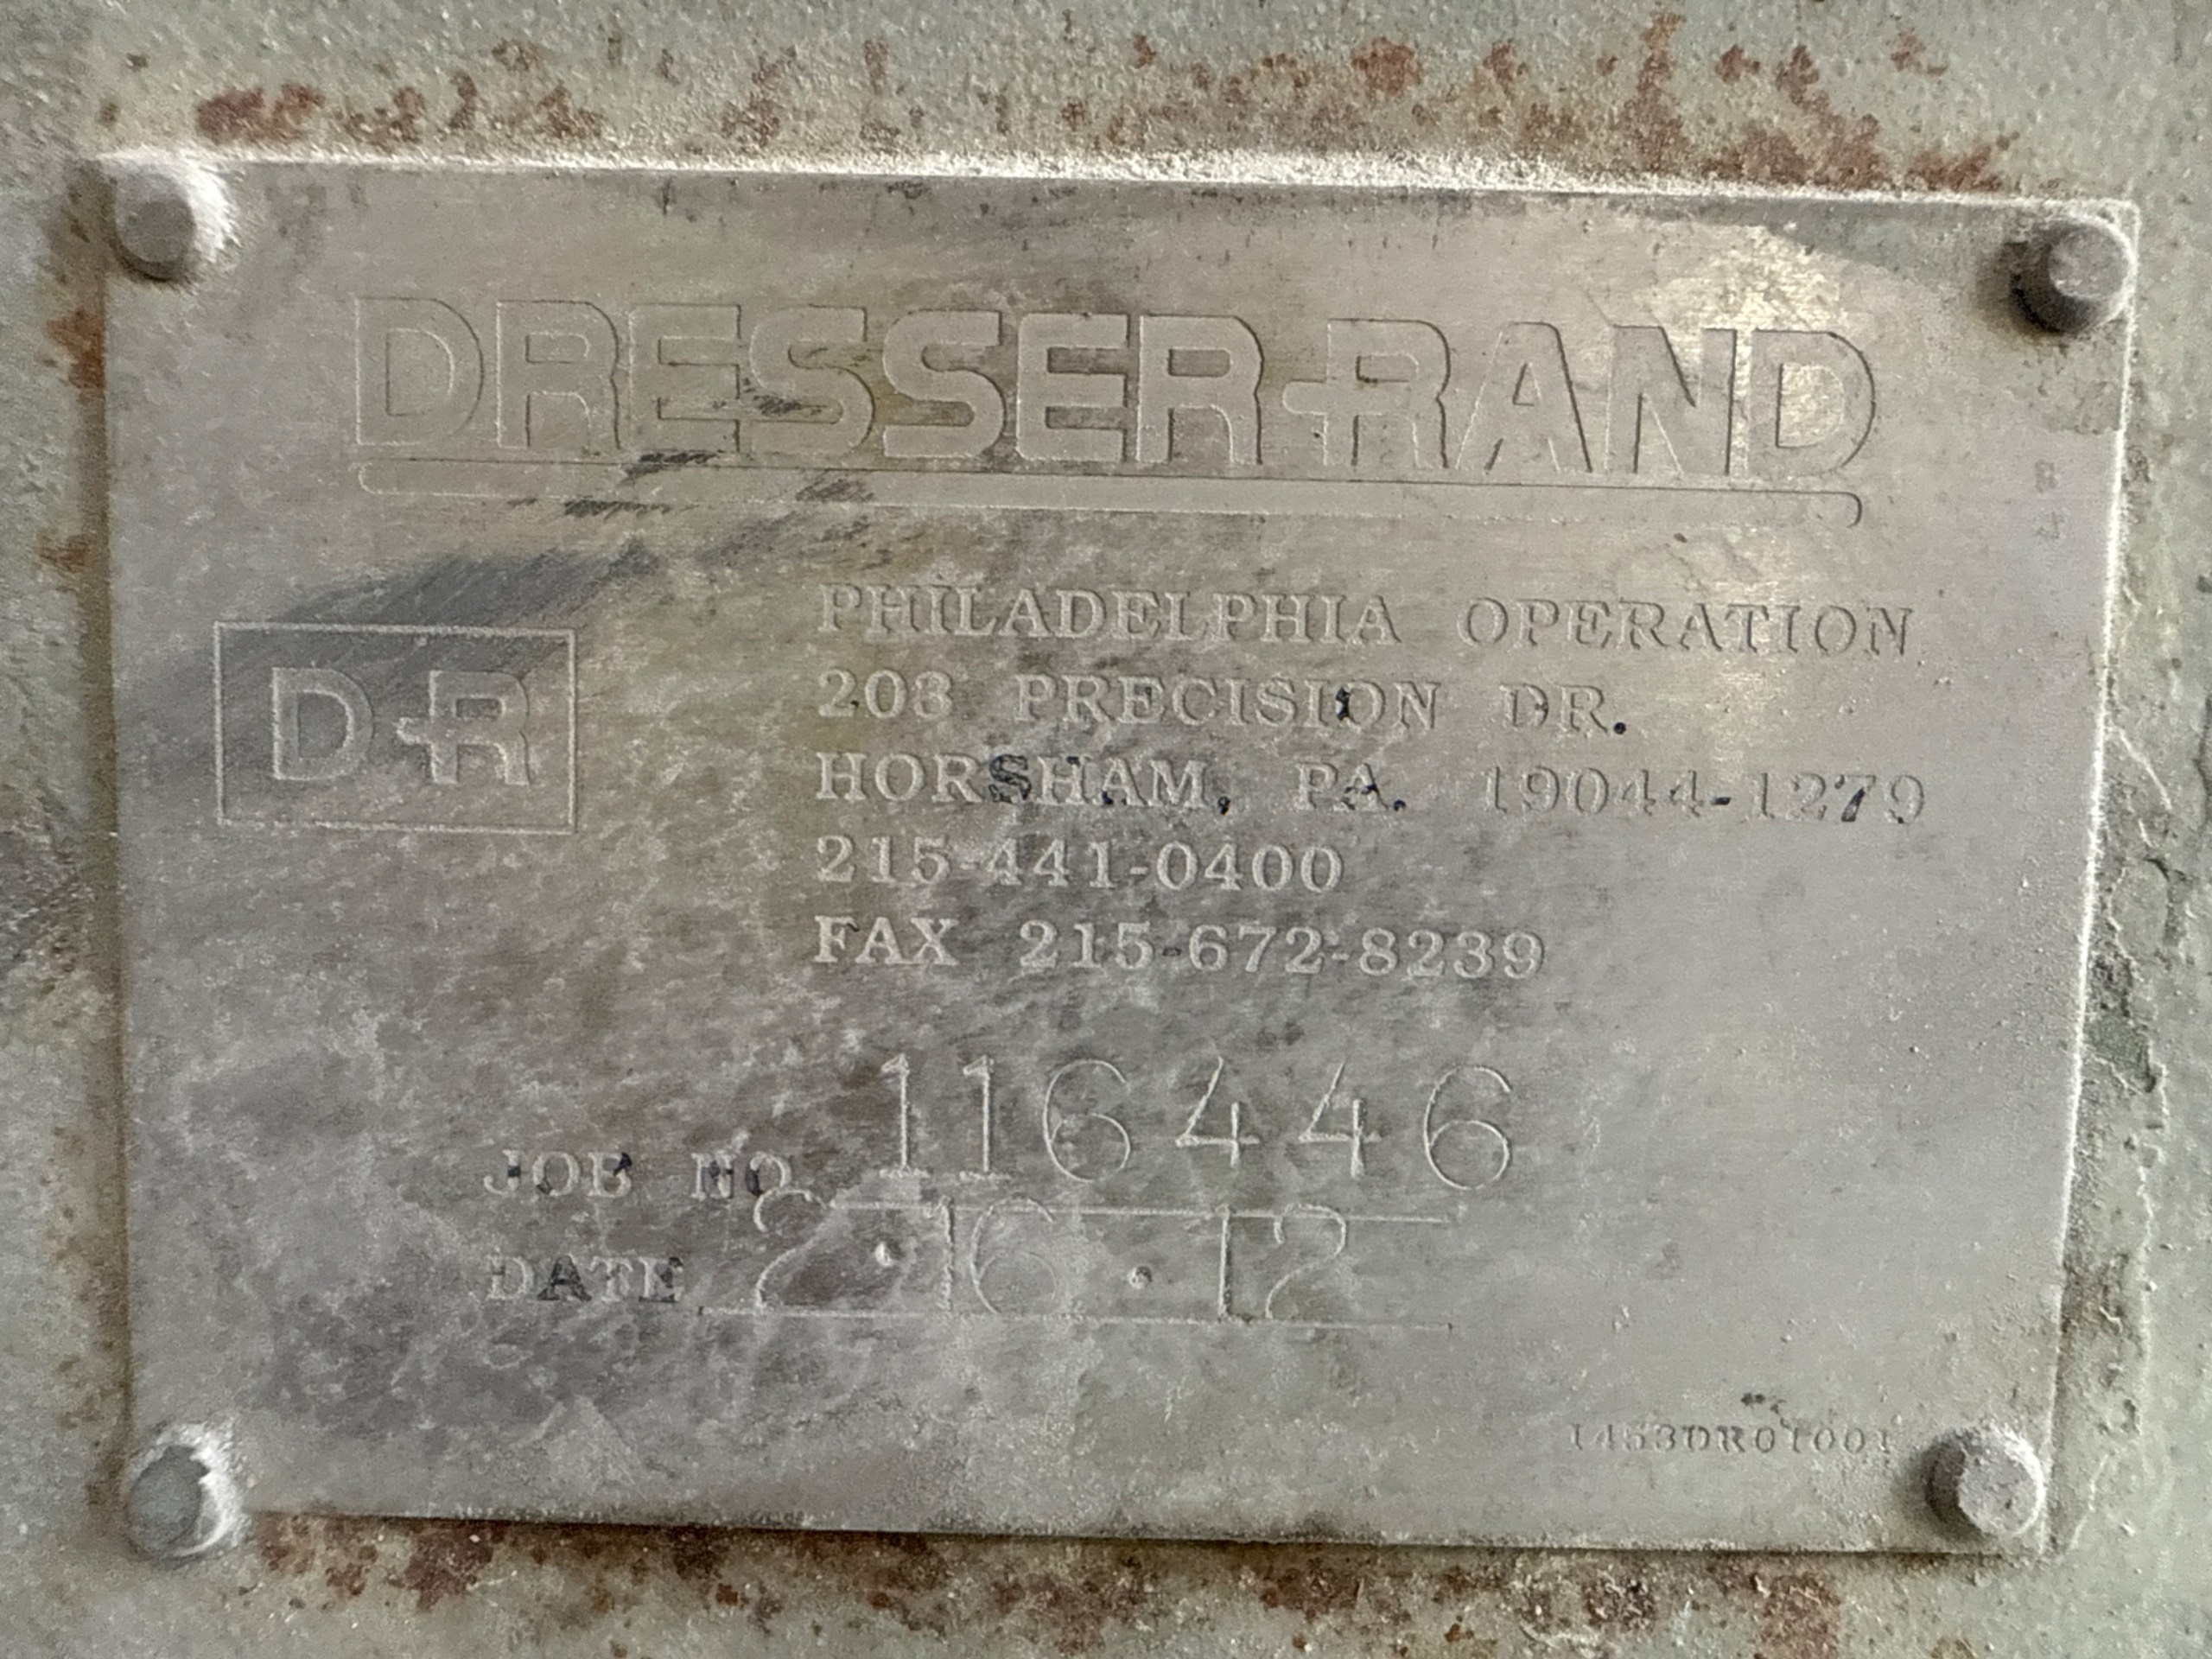 DRESSER-RAND
D-R
PHILADELPHIA OPERATION
203 PRECISION DR.
HORSHAM, PA. 19044-1279
215-441-0400
FAX 215-672-8239
JOB NO. 116446
DATE 2.16.12
1453DR01001